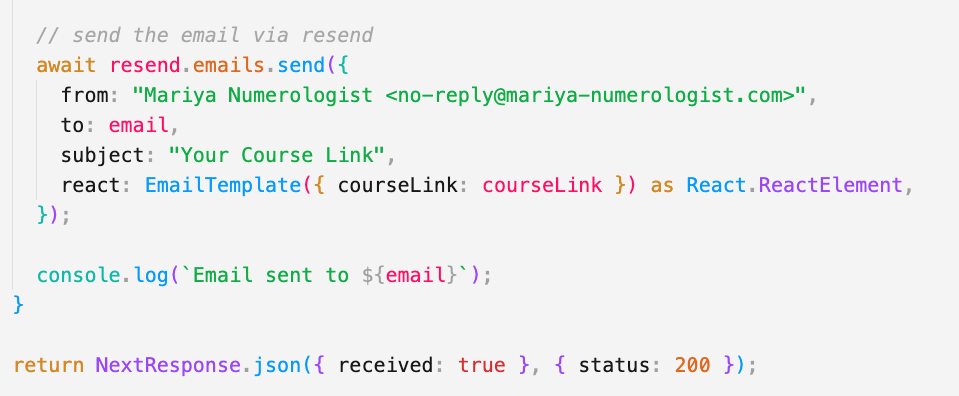 // send the email via resend
await resend.emails.send({
from: "Mariya Numerologist <no-reply@mariya-numerologist.com>",
to: email,
subject: "Your Course Link",
react: EmailTemplate({ courseLink: courseLink }) as React.ReactElement,
});
console.log(`Email sent to ${email}`);
}
return NextResponse.json({ received: true }, { status: 200 });